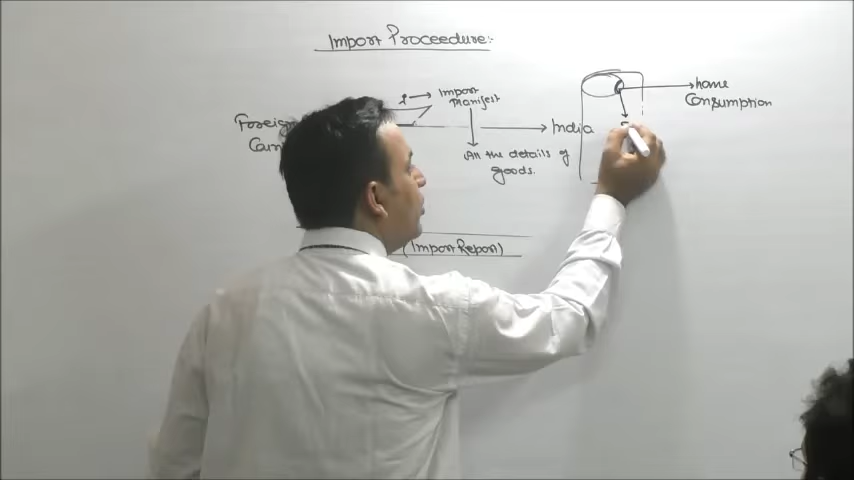 Import Proceedure:-
Import
Manifest
home
Consumption
India
All the details of
goods.
(Import Report)